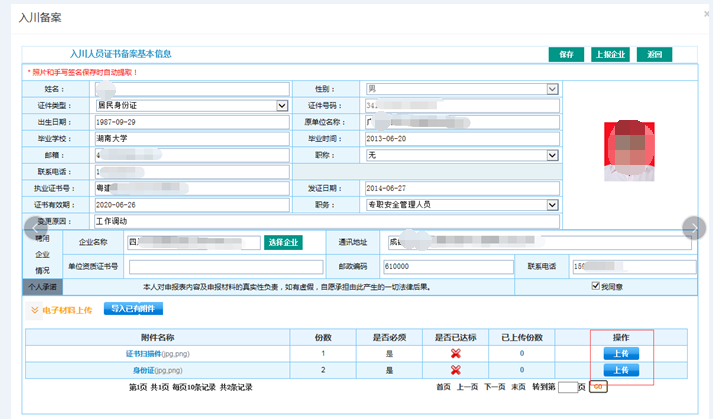 入川备案
入川人员证书备案基本信息 保存 上报企业 返回
* 照片和手写签名保存时自动提取！
姓名： 性别： 男
证件类型： 居民身份证 证件号码： 341
出生日期： 1987-09-29 原单位名称： 广
毕业学校： 湖南大学 毕业时间： 2013-06-20
邮箱： 4 职称： 无
联系电话： 1
执业证书号： 粤建 发证日期： 2014-06-27
证书有效期： 2020-06-26 职务： 专职安全管理人员
变更原因： 工作调动
聘用企业情况 企业名称 四川 选择企业 通讯地址 成
单位资质证书号 邮政编码 610000 联系电话 159
个人承诺 本人对申报表内容及申报材料的真实性负责，如有虚假，自愿承担由此产生的一切法律后果。 我同意
电子材料上传 导入已有附件
附件名称 份数 是否必须 是否已达标 已上传份数 操作
证书扫描件(jpg,png) 1 是 0 上传
身份证(jpg,png) 2 是 0 上传
第1页 共1页 每页10条记录 共2条记录 首页 上一页 下一页 末页 转到第 页 GO